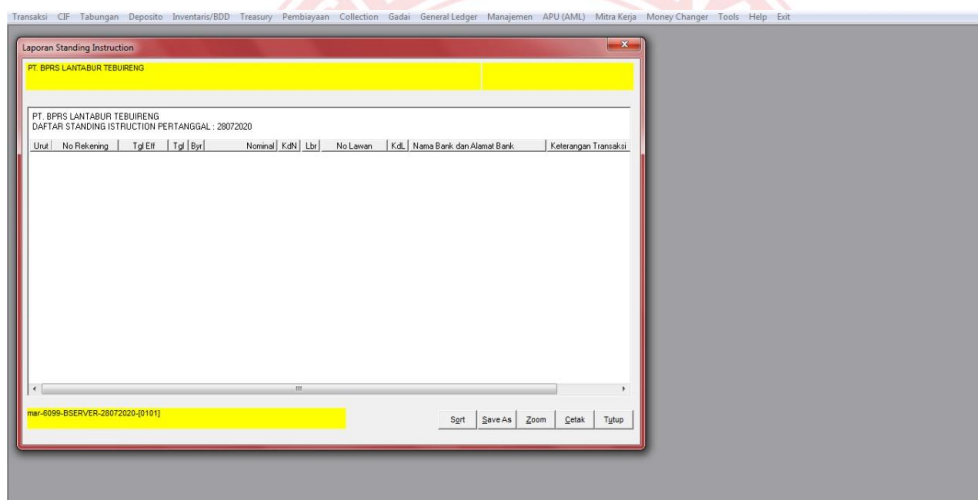 Transaksi CIF Tabungan Deposito Inventaris/BDD Treasury Pembiayaan Collection Gadai General Ledger Manajemen APU (AML) Mitra Kerja Money Changer Tools Help Exit
Laporan Standing Instruction
PT. BPRS LANTABUR TEBUIRENG
PT. BPRS LANTABUR TEBUIRENG
DAFTAR STANDING ISTRUCTION PERTANGGAL : 28072020
Urut No Rekening Tgl Eff Tgl Byr Nominal KdN Lbr No Lawan KdL Nama Bank dan Alamat Bank Keterangan Transaksi
mar-6099-BSERVER-28072020-[0101]
Sort Save As Zoom Cetak Tutup